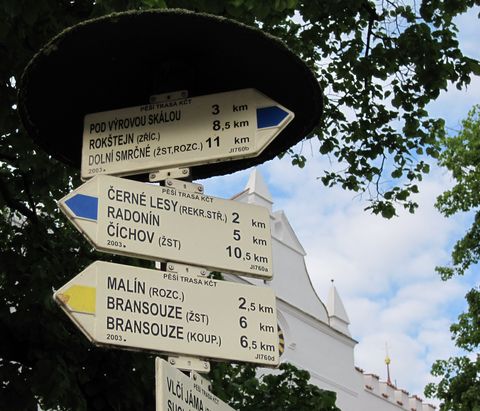 PĚŠÍ TRASA KČT
POD VÝROVOU SKÁLOU 3 km
ROKŠTEJN (ZŘÍC.) 8,5 km
DOLNÍ SMRČNÉ (ŽST,ROZC.) 11 km
2003 JI760b
PĚŠÍ TRASA KČT
ČERNÉ LESY (REKR.STŘ.) 2 km
RADONÍN 5 km
ČÍCHOV (ŽST) 10,5 km
2003 JI760a
PĚŠÍ TRASA KČT
MALÍN (ROZC.) 2,5 km
BRANSOUZE (ŽST) 6 km
BRANSOUZE (KOUP.) 6,5 km
2003 JI760d
VLČÍ JÁMA